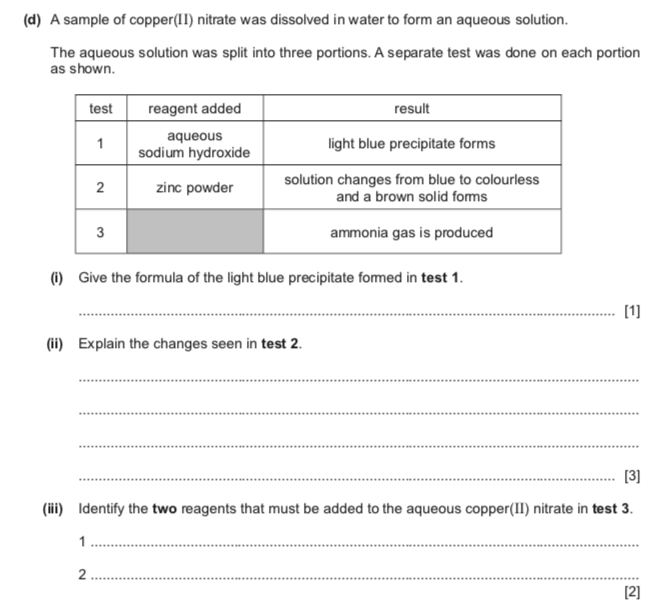 (d) A sample of copper(II) nitrate was dissolved in water to form an aqueous solution.
The aqueous solution was split into three portions. A separate test was done on each portion
as shown.
test reagent added result
1 aqueous sodium hydroxide light blue precipitate forms
2 zinc powder solution changes from blue to colourless and a brown solid forms
3 ammonia gas is produced
(i) Give the formula of the light blue precipitate formed in test 1.
[1]
(ii) Explain the changes seen in test 2.
[3]
(iii) Identify the two reagents that must be added to the aqueous copper(II) nitrate in test 3.
1
2
[2]